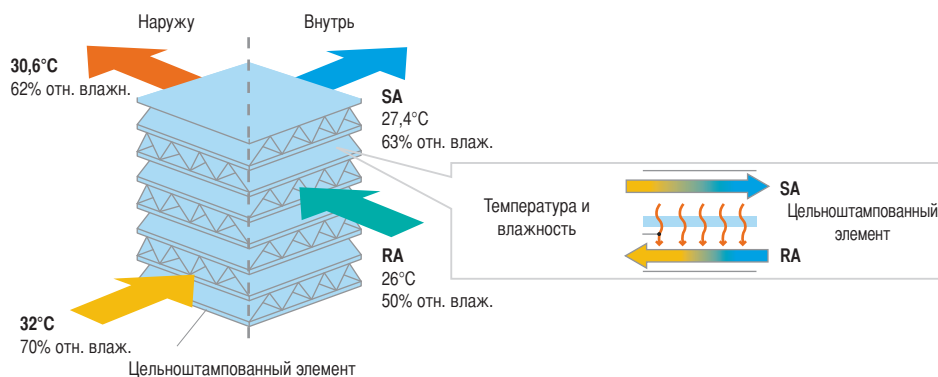 Наружу
Внутрь
30,6°C
62% отн. влажн.
SA
27,4°C
63% отн. влаж.
Температура и
влажность
SA
Цельноштампованный
элемент
RA
RA
26°C
50% отн. влаж.
32°C
70% отн. влаж.
Цельноштампованный элемент